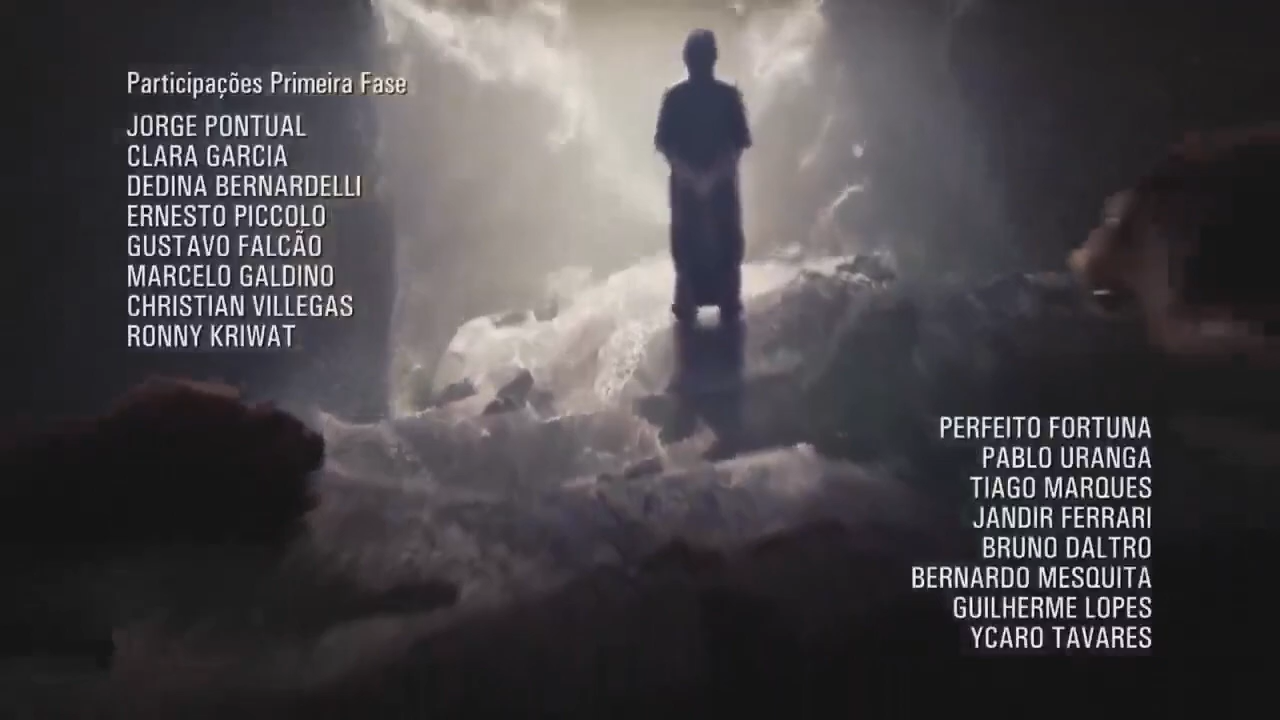 Participações Primeira Fase
JORGE PONTUAL
CLARA GARCIA
DEDINA BERNARDELLI
ERNESTO PICCOLO
GUSTAVO FALCÃO
MARCELO GALDINO
CHRISTIAN VILLEGAS
RONNY KRIWAT
PERFEITO FORTUNA
PABLO URANGA
TIAGO MARQUES
JANDIR FERRARI
BRUNO DALTRO
BERNARDO MESQUITA
GUILHERME LOPES
YCARO TAVARES